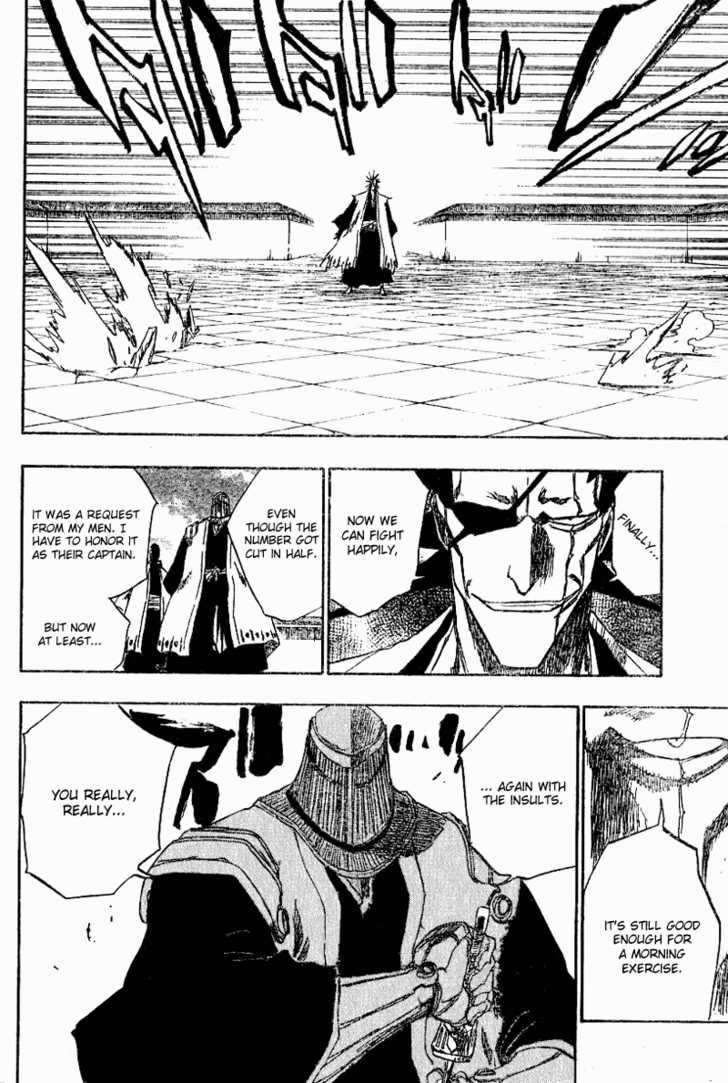 FINALLY...
NOW WE
CAN FIGHT
HAPPILY,
EVEN
THOUGH THE
NUMBER GOT
CUT IN HALF.
IT WAS A REQUEST
FROM MY MEN. I
HAVE TO HONOR IT
AS THEIR CAPTAIN.
BUT NOW
AT LEAST...
IT'S STILL GOOD
ENOUGH FOR
A MORNING
EXERCISE.
... AGAIN WITH
THE INSULTS.
YOU REALLY,
REALLY...